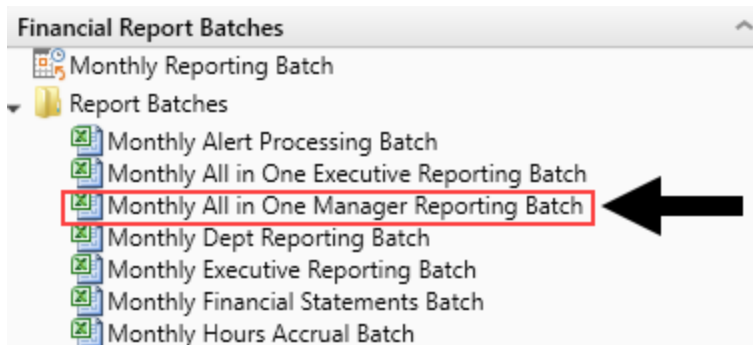 Financial Report Batches
Monthly Reporting Batch
Report Batches
Monthly Alert Processing Batch
Monthly All in One Executive Reporting Batch
Monthly All in One Manager Reporting Batch
Monthly Dept Reporting Batch
Monthly Executive Reporting Batch
Monthly Financial Statements Batch
Monthly Hours Accrual Batch